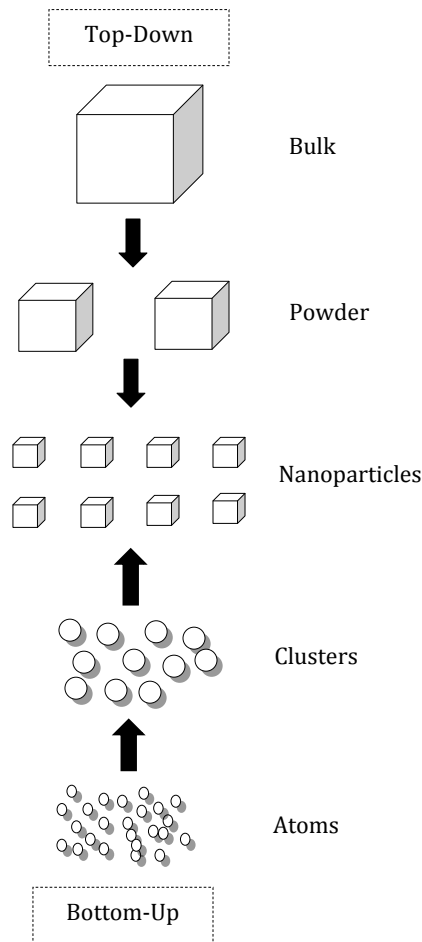 Top-Down
Bulk
Powder
Nanoparticles
Clusters
Atoms
Bottom-Up